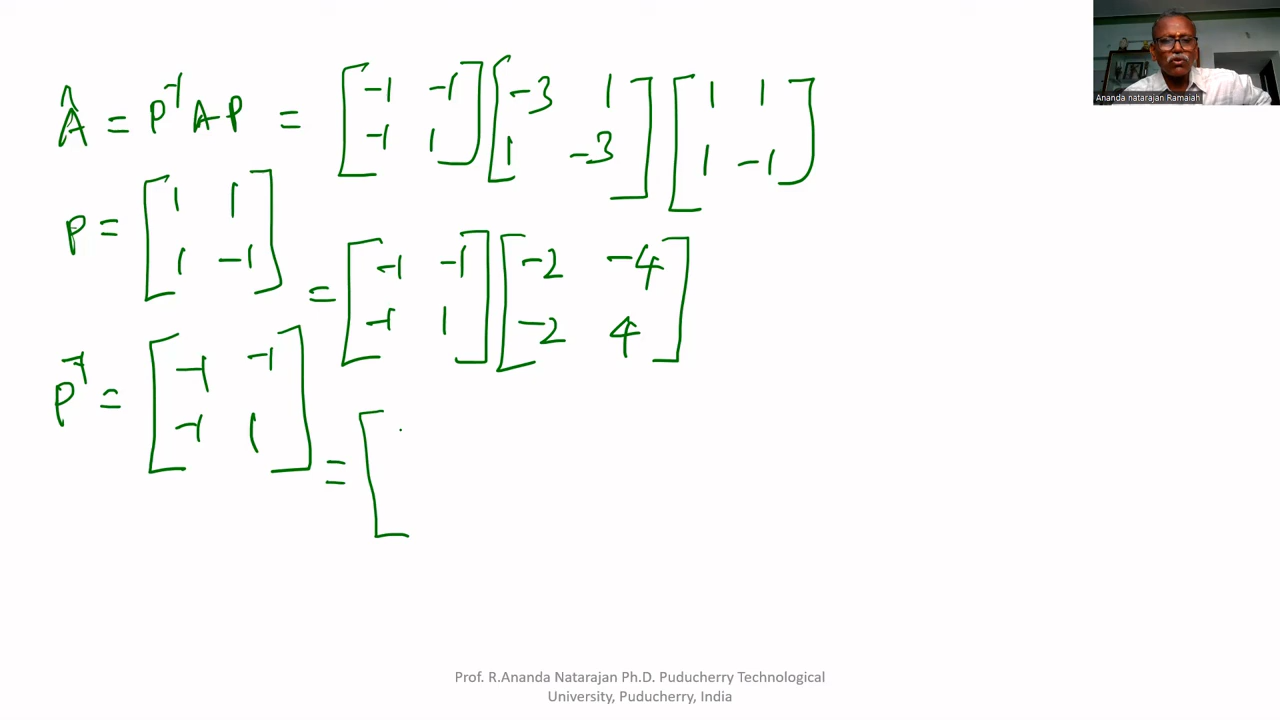 Â = P⁻¹AP = [-1 -1; -1 1] [-3 1; 1 -3] [1 1; 1 -1]
P = [1 1; 1 -1]
= [-1 -1; -1 1] [-2 -4; -2 4]
P⁻¹ = [-1 -1; -1 1]
= [
Ananda natarajan Ramaiah
Prof. R.Ananda Natarajan Ph.D. Puducherry Technological
University, Puducherry, India